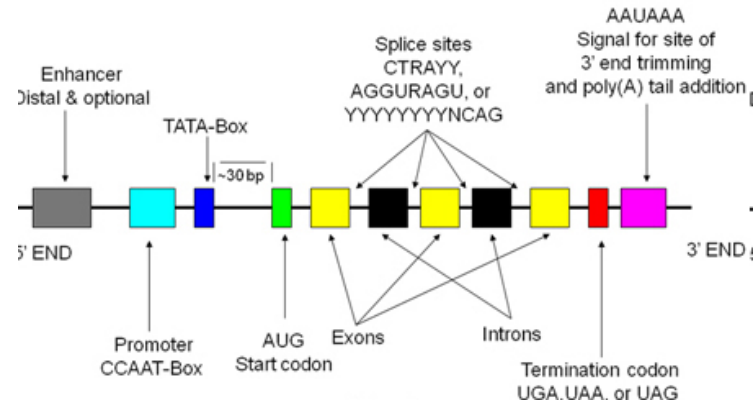 AAUAAA
Signal for site of
3' end trimming
and poly(A) tail addition
Splice sites
CTRAYY,
AGGURAGU, or
YYYYYYYYNCAG
Enhancer
Distal & optional
TATA-Box
~30 bp
5' END
3' END
Promoter
CCAAT-Box
AUG
Start codon
Exons
Introns
Termination codon
UGA,UAA, or UAG